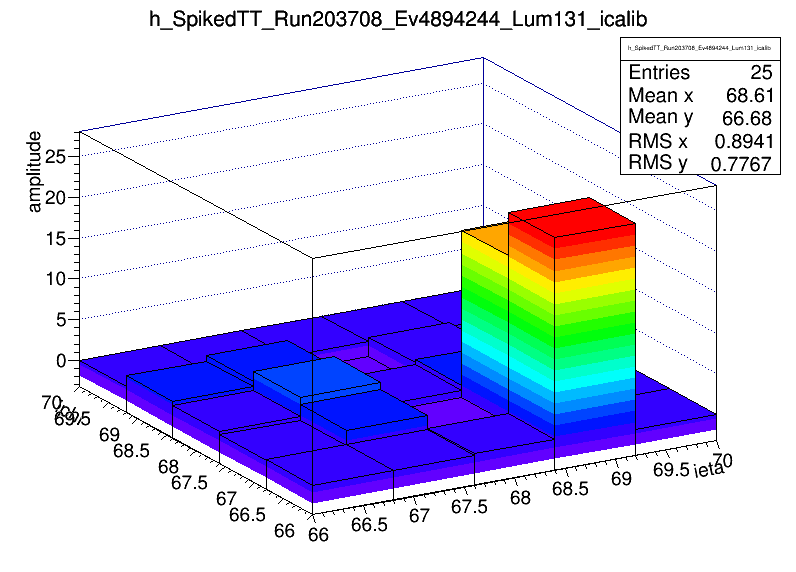 h_SpikedTT_Run203708_Ev4894244_Lum131_icalib
h_SpikedTT_Run203708_Ev4894244_Lum131_icalib
Entries 25
Mean x 68.61
Mean y 66.68
RMS x 0.8941
RMS y 0.7767
amplitude
25
20
15
10
5
0
70
69.5
69
68.5
68
67.5
67
66.5
66
66
66.5
67
67.5
68
68.5
69
69.5
70
ieta